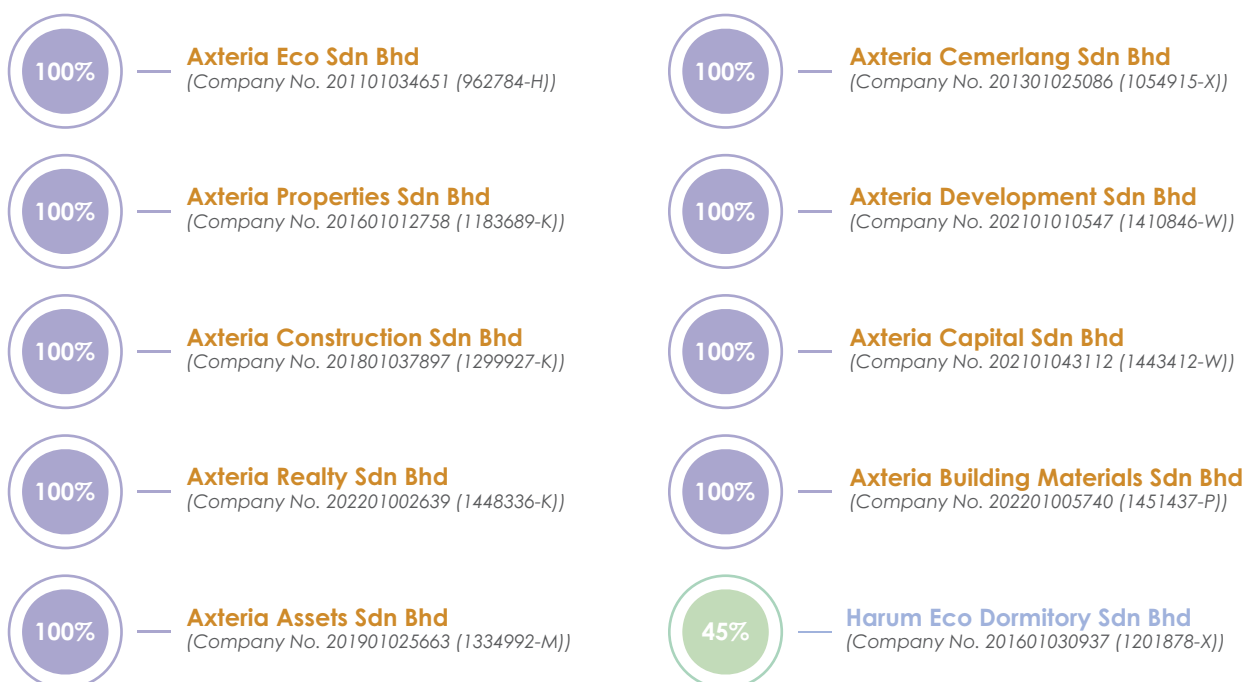 100%
Axteria Eco Sdn Bhd
(Company No. 201101034651 (962784-H))
100%
Axteria Cemerlang Sdn Bhd
(Company No. 201301025086 (1054915-X))
100%
Axteria Properties Sdn Bhd
(Company No. 201601012758 (1183689-K))
100%
Axteria Development Sdn Bhd
(Company No. 202101010547 (1410846-W))
100%
Axteria Construction Sdn Bhd
(Company No. 201801037897 (1299927-K))
100%
Axteria Capital Sdn Bhd
(Company No. 202101043112 (1443412-W))
100%
Axteria Realty Sdn Bhd
(Company No. 202201002639 (1448336-K))
100%
Axteria Building Materials Sdn Bhd
(Company No. 202201005740 (1451437-P))
100%
Axteria Assets Sdn Bhd
(Company No. 201901025663 (1334992-M))
45%
Harum Eco Dormitory Sdn Bhd
(Company No. 201601030937 (1201878-X))